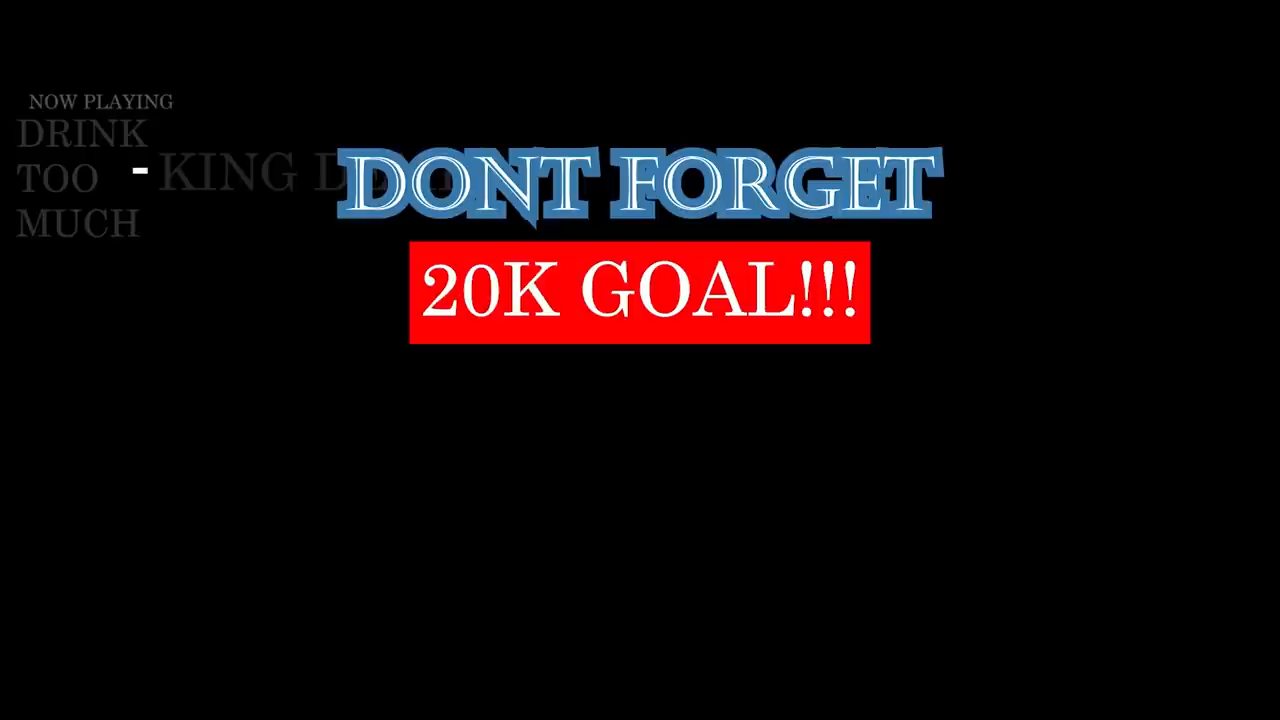 NOW PLAYING
DRINK
TOO
MUCH
- KING
DONT FORGET
20K GOAL!!!